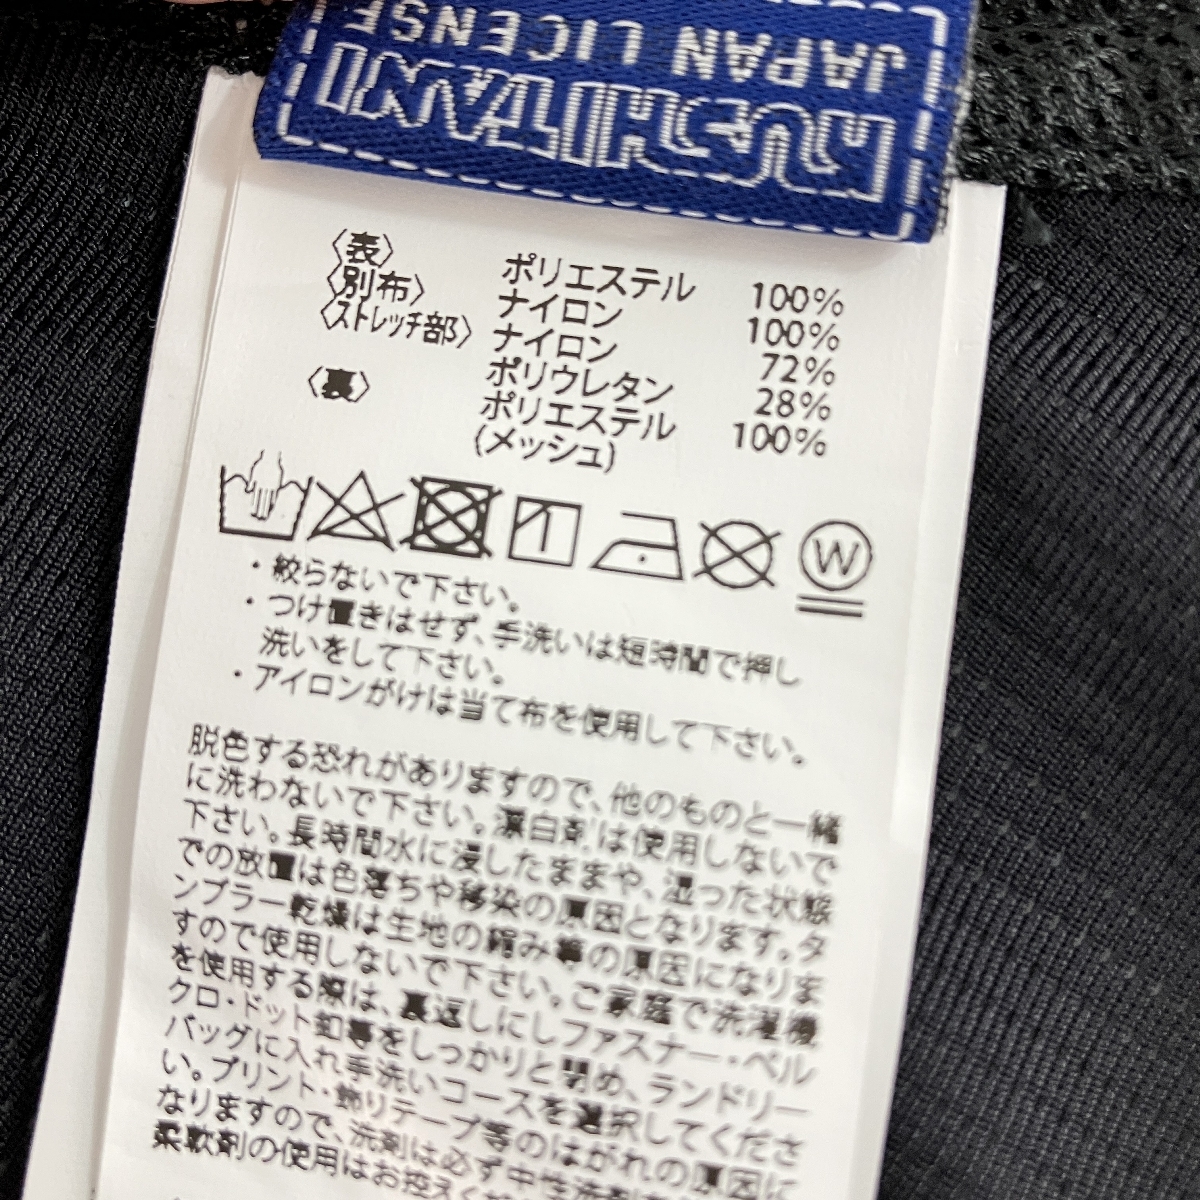 JAPAN LICENSE
KUSHITANI
〈表〉 ポリエステル 100%
〈別布〉 ナイロン 100%
〈ストレッチ部〉 ナイロン 72%
ポリウレタン 28%
〈裏〉 ポリエステル 100%
(メッシュ)
W
・絞らないで下さい。
・つけ置きはせず、手洗いは短時間で押し
洗いをして下さい。
・アイロンがけは当て布を使用して下さい。
脱色する恐れがありますので、他のものと一緒
に洗わないで下さい。漂白剤は使用しないで
下さい。長時間水に浸したままや、湿った状態
での放置は色落ちや移染の原因となります。タ
ンブラー乾燥は生地の縮み等の原因になりま
すので使用しないで下さい。ご家庭で洗濯機
を使用する際は、裏返しにしファスナー・ベル
クロ・ドット釦等をしっかりと閉め、ランドリー
バッグに入れ手洗いコースを選択してくださ
い。プリント・飾りテープ等のはがれの原因に
なりますので、洗剤は必ず中性洗剤
柔軟剤の使用はお控えくだ